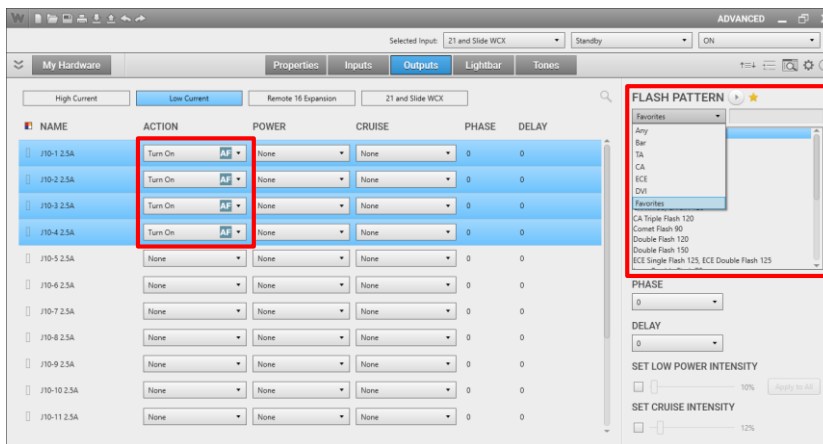 W ADVANCED
Selected Input: 21 and Slide WCX Standby ON
My Hardware Properties Inputs Outputs Lightbar Tones
High Current Low Current Remote 16 Expansion 21 and Slide WCX
NAME ACTION POWER CRUISE PHASE DELAY
J10-1 2.5A Turn On AF None None 0 0
J10-2 2.5A Turn On AF None None 0 0
J10-3 2.5A Turn On AF None None 0 0
J10-4 2.5A Turn On AF None None 0 0
J10-5 2.5A None None None 0 0
J10-6 2.5A None None None 0 0
J10-7 2.5A None None None 0 0
J10-8 2.5A None None None 0 0
J10-9 2.5A None None None 0 0
J10-10 2.5A None None None 0 0
J10-11 2.5A None None None 0 0
FLASH PATTERN
Favorites
Any
Bar
TA
CA
ECE
DVI
Favorites
CA Triple Flash 120
Comet Flash 90
Double Flash 120
Double Flash 150
ECE Single Flash 125, ECE Double Flash 125
PHASE
0
DELAY
0
SET LOW POWER INTENSITY
10% Apply to All
SET CRUISE INTENSITY
12%